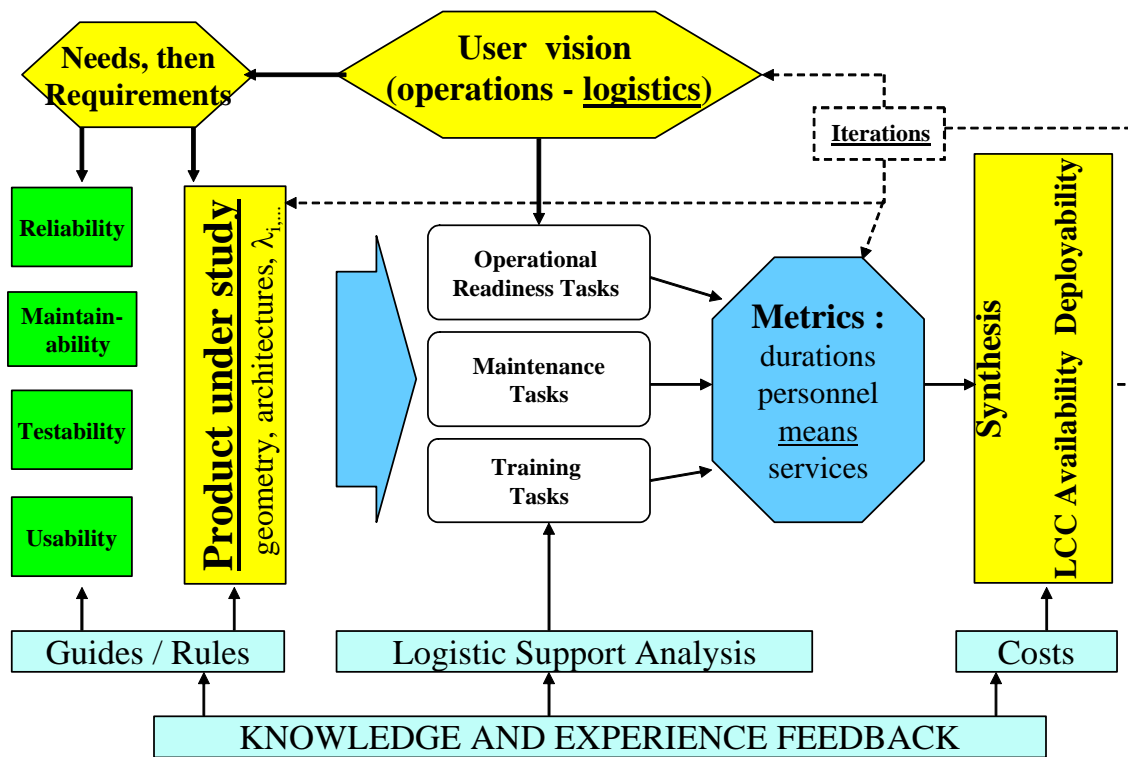 Needs, then
Requirements
User vision
(operations - logistics)
Iterations
Reliability
Maintain-
ability
Testability
Usability
Product under study
geometry, architectures, λi,...
Operational
Readiness Tasks
Maintenance
Tasks
Training
Tasks
Metrics :
durations
personnel
means
services
Synthesis
LCC Availability Deployability
Guides / Rules
Logistic Support Analysis
Costs
KNOWLEDGE AND EXPERIENCE FEEDBACK